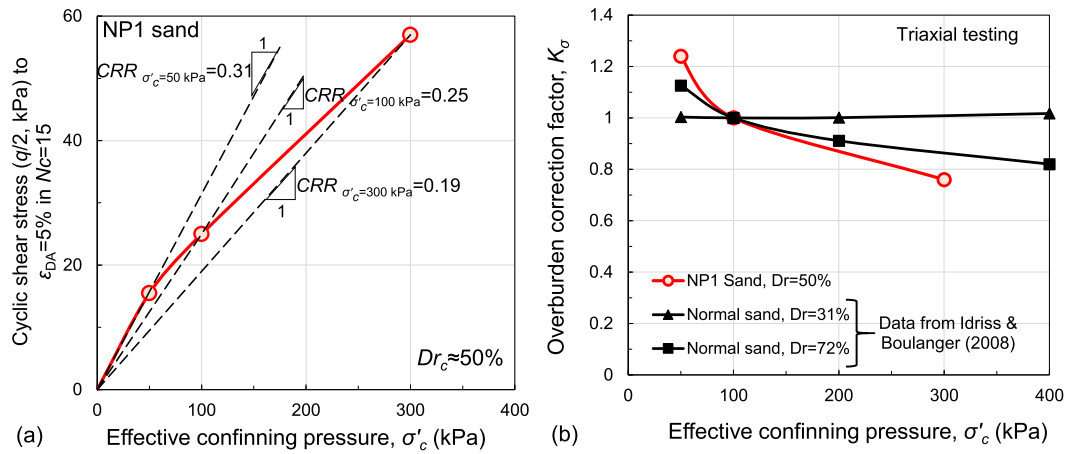 NP1 sand
60
40
20
0
0
100
200
300
400
Cyclic shear stress (q/2, kPa) to
εDA=5% in Nc=15
1
CRR σ′c=50 kPa=0.31
CRR σ′c=100 kPa=0.25
1
CRR σ′c=300 kPa=0.19
1
Drc≈50%
Effective confinning pressure, σ′c (kPa)
(a)
Triaxial testing
1.4
1.2
1
0.8
0.6
0.4
0.2
0
0
100
200
300
400
Overburden correction factor, Kσ
NP1 Sand, Dr=50%
Normal sand, Dr=31%
Normal sand, Dr=72%
Data from Idriss &
Boulanger (2008)
Effective confinning pressure, σ′c (kPa)
(b)